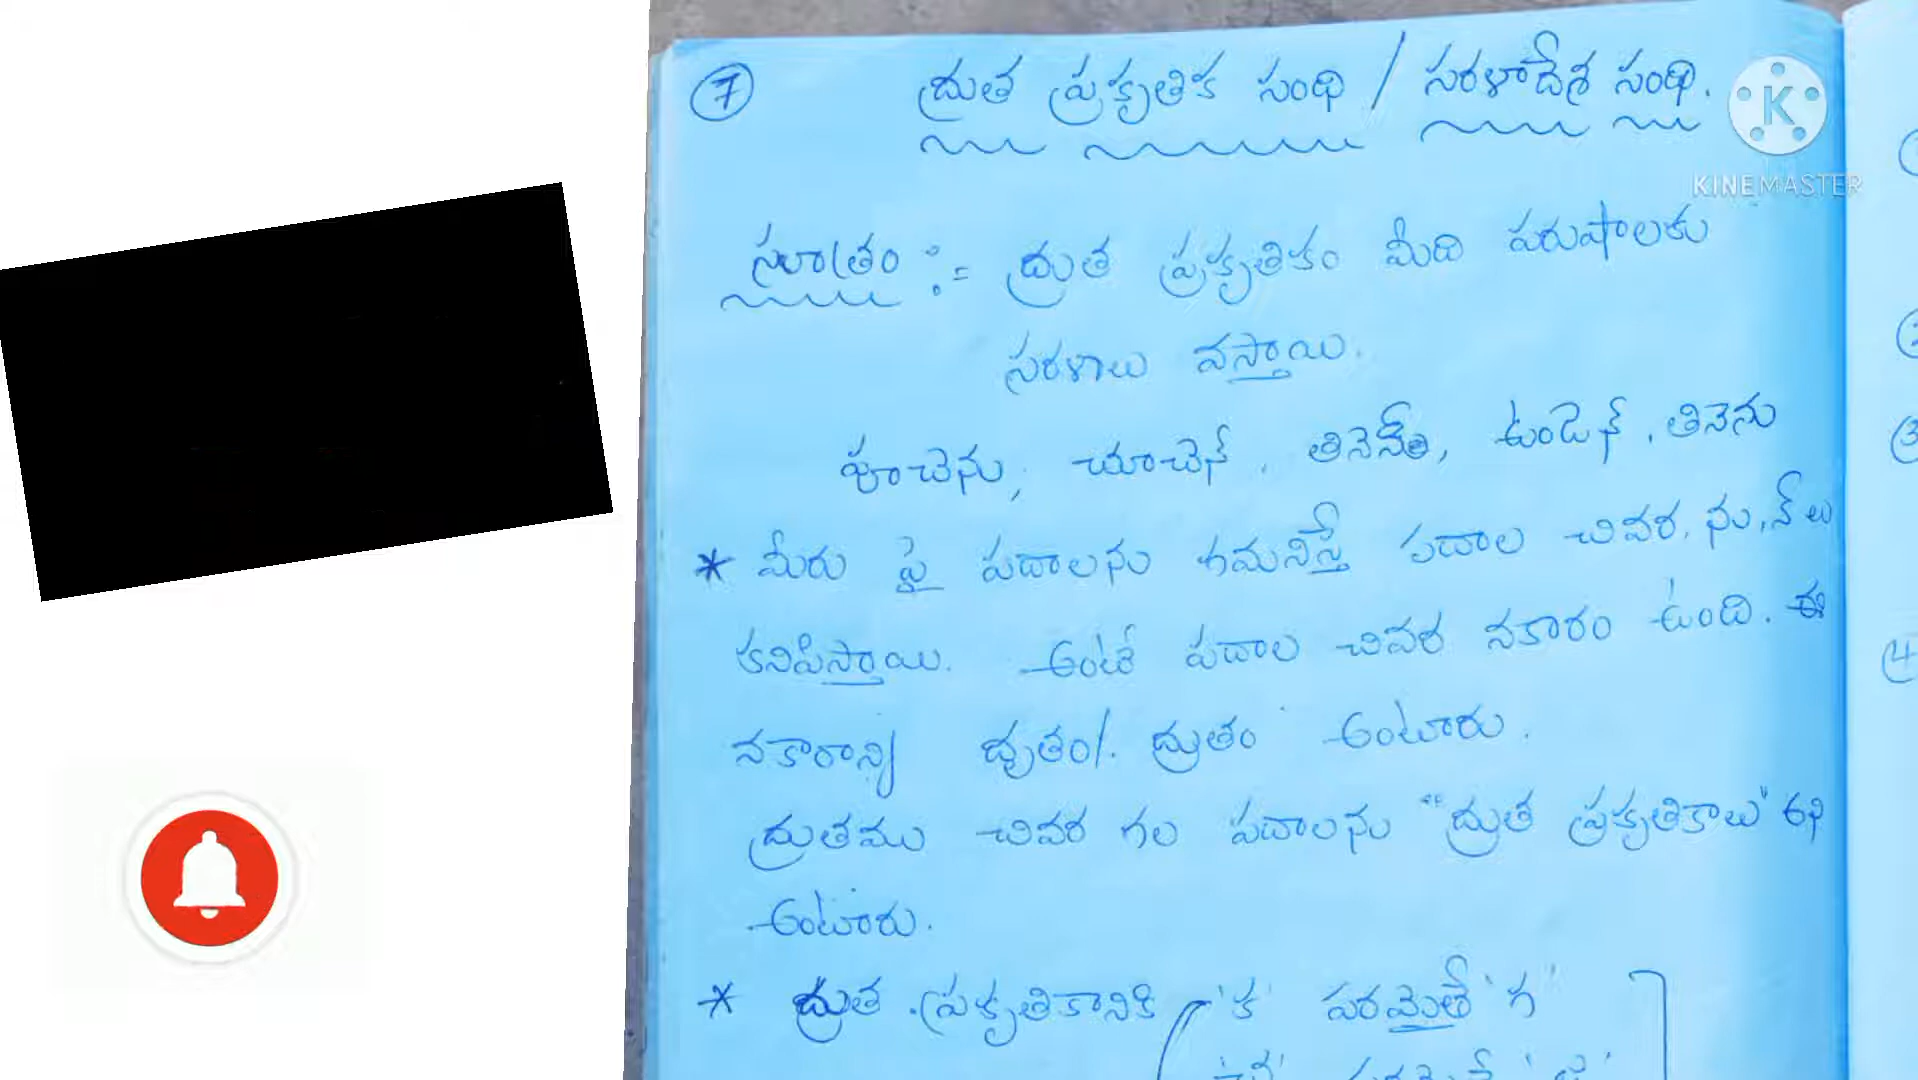 7 ద్రుత ప్రకృతిక సంధి / సరళాదేశ సంధి.
KINEMASTER
సూత్రం := ద్రుత ప్రకృతికం మీది పరుషాలకు
సరళాలు వస్తాయి.
పూచెను, చూచెన్, ఉండెన్, తినెను
* మీరు పై పదాలను గమనిస్తే పదాల చివర, ను, న్ లు
కనిపిస్తాయి. అంటే పదాల చివర నకారం ఉంది. ఈ
నకారాన్ని దృతం/. ద్రుతం అంటూరు.
ద్రుతము చివర గల పదాలను "ద్రుత ప్రకృతికాలు" అని
అంటూరు.
* ద్రుత ప్రకృతికానికి 'క' పరమైతే 'గ'